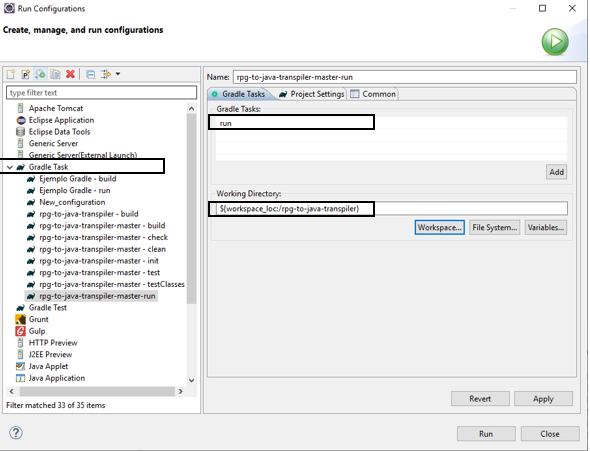 Run Configurations
Create, manage, and run configurations
type filter text
Apache Tomcat
Eclipse Application
Eclipse Data Tools
Generic Server
Generic Server(External Launch)
Gradle Task
Ejemplo Gradle - build
Ejemplo Gradle - run
New_configuration
rpg-to-java-transpiler - build
rpg-to-java-transpiler-master - build
rpg-to-java-transpiler-master - check
rpg-to-java-transpiler-master - clean
rpg-to-java-transpiler-master - init
rpg-to-java-transpiler-master - test
rpg-to-java-transpiler-master - testClasses
rpg-to-java-transpiler-master-run
Gradle Test
Grunt
Gulp
HTTP Preview
J2EE Preview
Java Applet
Java Application
Filter matched 33 of 35 items
Name: rpg-to-java-transpiler-master-run
Gradle Tasks Project Settings Common
Gradle Tasks:
run
Add
Working Directory:
${workspace_loc:/rpg-to-java-transpiler}
Workspace... File System... Variables...
Revert Apply
Run Close